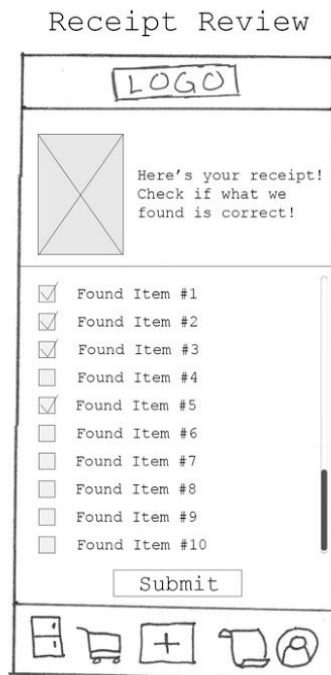 Receipt Review
LOGO
Here's your receipt!
Check if what we
found is correct!
Found Item #1
Found Item #2
Found Item #3
Found Item #4
Found Item #5
Found Item #6
Found Item #7
Found Item #8
Found Item #9
Found Item #10
Submit